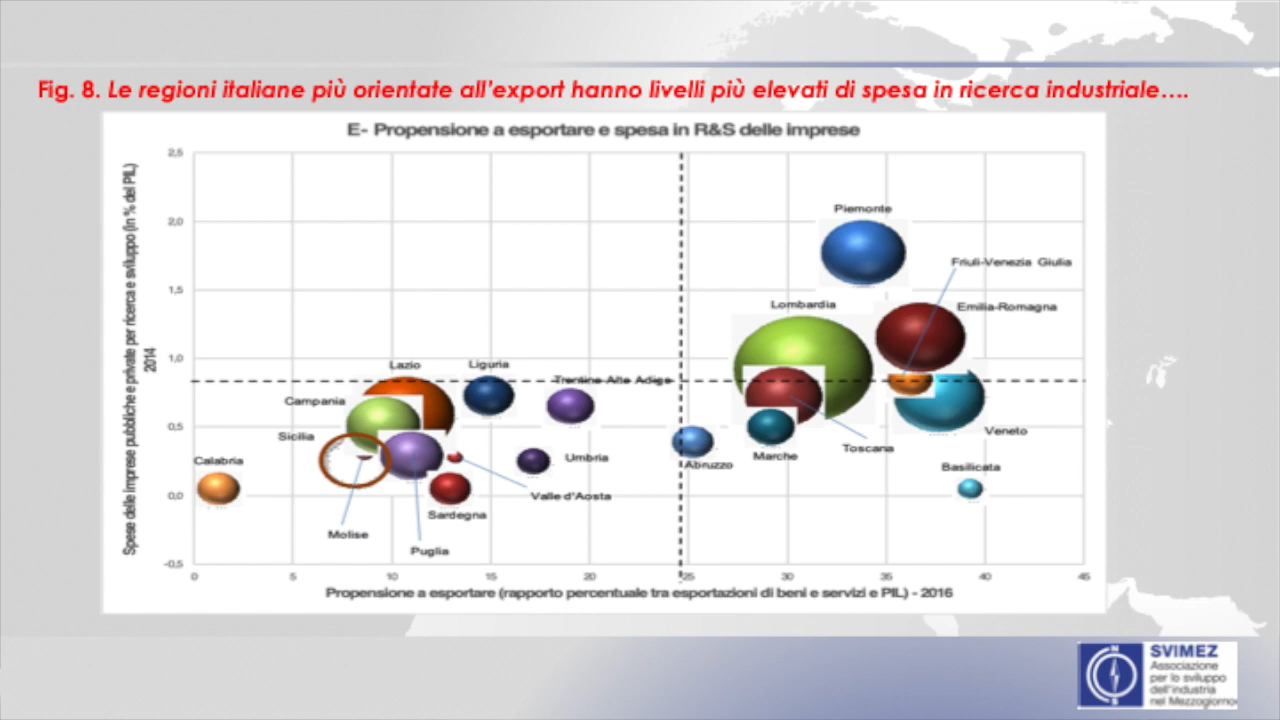 Fig. 8. Le regioni italiane più orientate all'export hanno livelli più elevati di spesa in ricerca industriale….
E- Propensione a esportare e spesa in R&S delle imprese
Spese delle imprese pubbliche e private per ricerca e sviluppo (in % del PIL)
2014
2,5
2,0
1,5
1,0
0,5
0,0
-0,5
Piemonte
Friuli-Venezia Giulia
Lombardia
Emilia-Romagna
Lazio
Liguria
Trentino Alto Adige
Campania
Sicilia
Calabria
Umbria
Abruzzo
Marche
Toscana
Veneto
Basilicata
Valle d'Aosta
Sardegna
Molise
Puglia
0 5 10 15 20 25 30 35 40 45
Propensione a esportare (rapporto percentuale tra esportazioni di beni e servizi e PIL) - 2016
N
S
SVIMEZ
Associazione
per lo sviluppo
dell'industria
nel Mezzogiorno